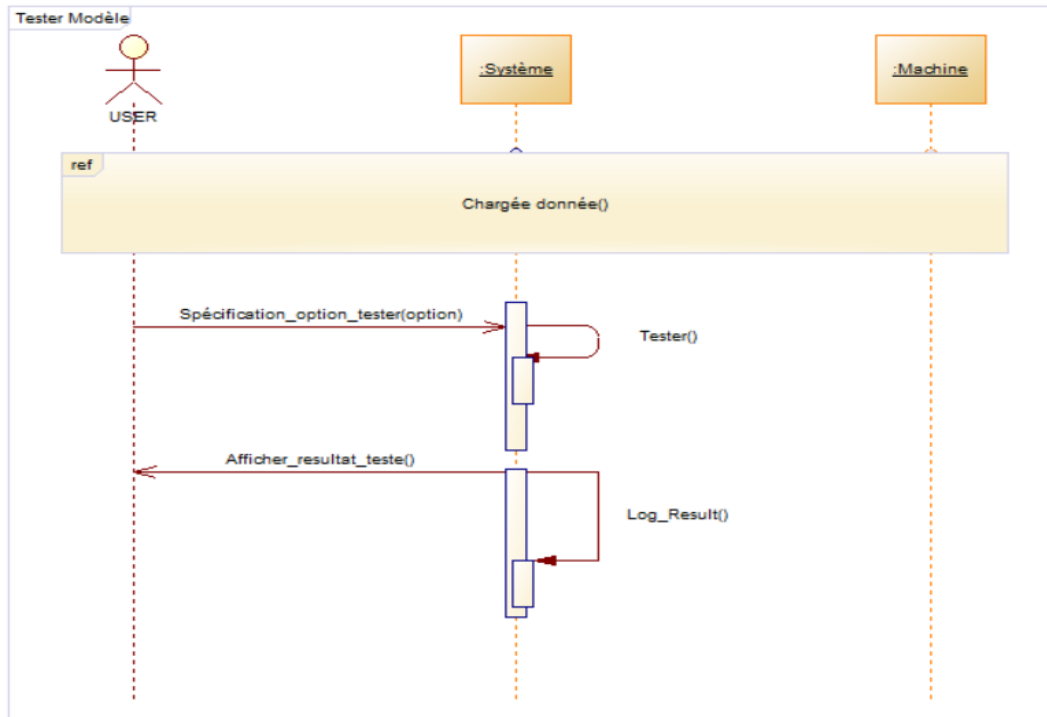 Tester Modèle
USER
:Système
:Machine
ref
Chargée donnée()
Spécification_option_tester(option)
Tester()
Afficher_resultat_teste()
Log_Result()